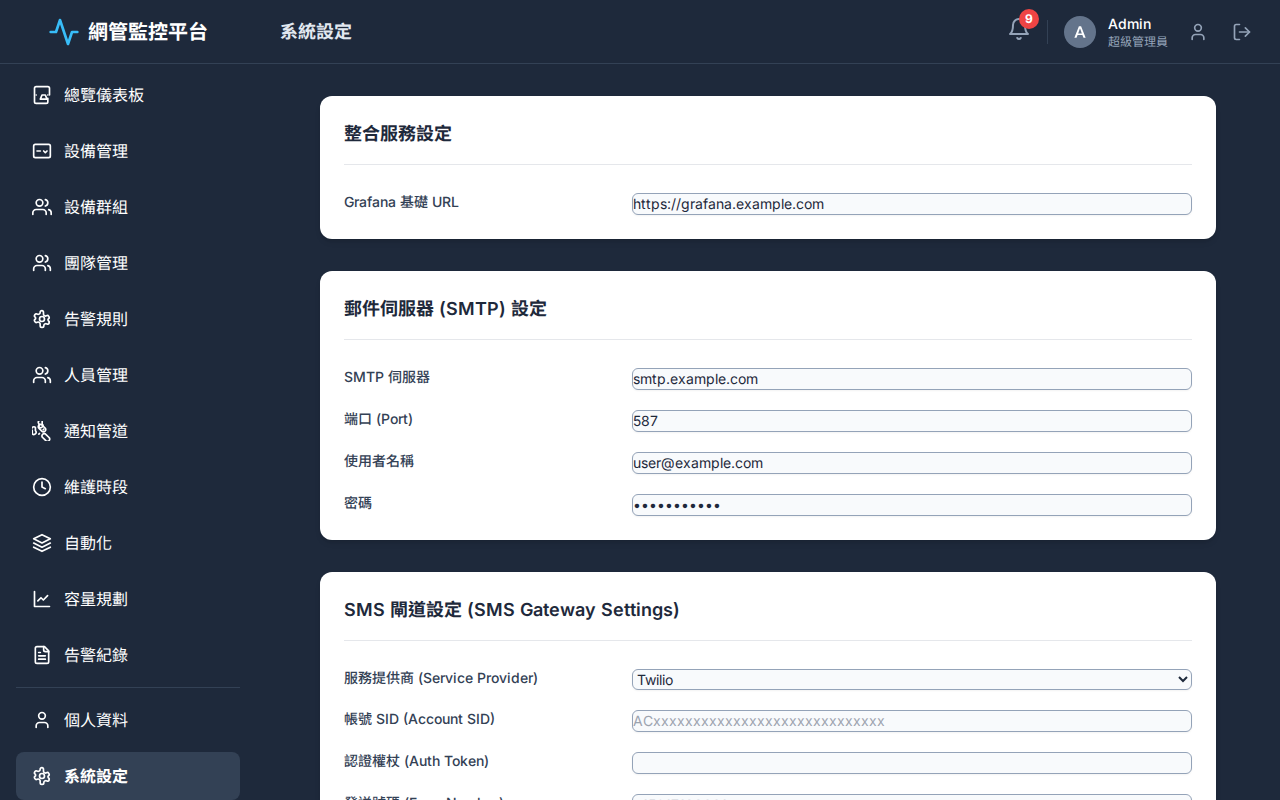 網管監控平台
系統設定
9
A
Admin
超級管理員
總覽儀表板
設備管理
設備群組
團隊管理
告警規則
人員管理
通知管道
維護時段
自動化
容量規劃
告警紀錄
個人資料
系統設定
整合服務設定
Grafana 基礎 URL
https://grafana.example.com
郵件伺服器 (SMTP) 設定
SMTP 伺服器
smtp.example.com
端口 (Port)
587
使用者名稱
user@example.com
密碼
•••••••••••
SMS 閘道設定 (SMS Gateway Settings)
服務提供商 (Service Provider)
Twilio
帳號 SID (Account SID)
認證權杖 (Auth Token)